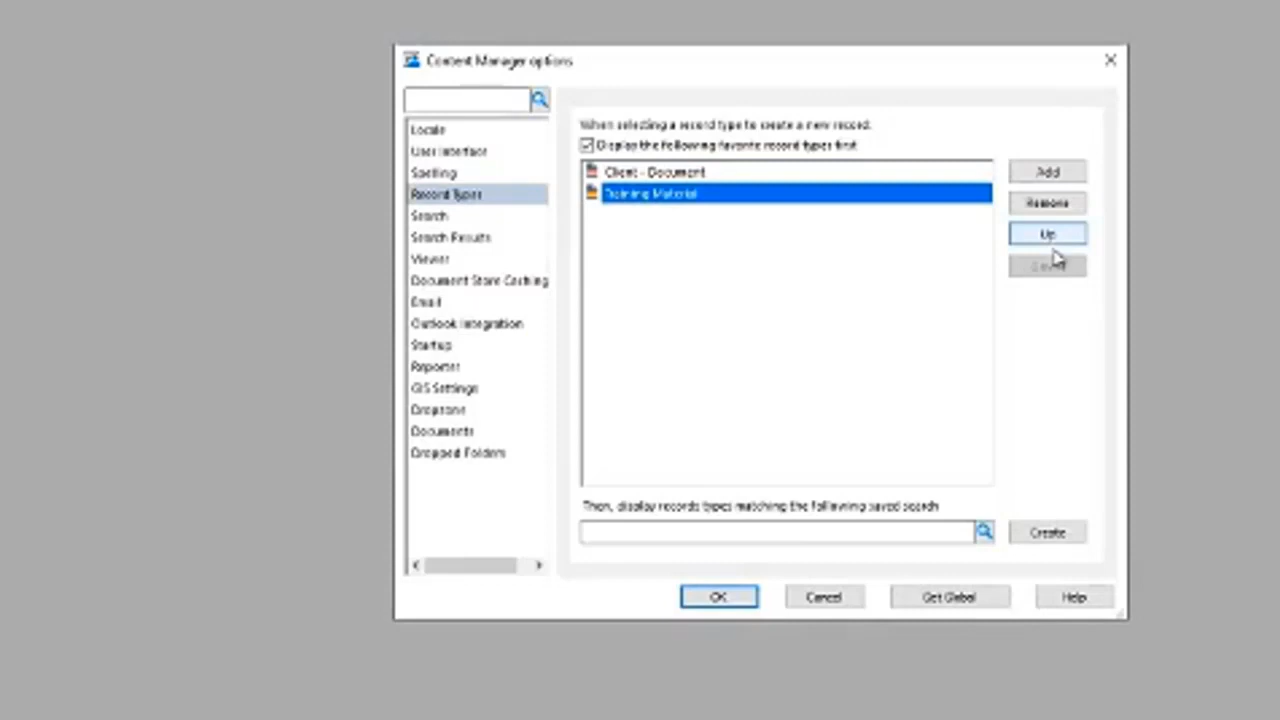 Content Manager options
Locale
User Interface
Spelling
Record Types
Search
Search Results
Viewer
Document Store Caching
Email
Outlook Integration
Startup
Reporter
GIS Settings
Dropzone
Documents
Dropped Folders
When selecting a record type to create a new record:
Display the following favorite record types first
Client - Document
Training Material
Add
Remove
Up
Down
Then, display records types matching the following saved search
Create
OK
Cancel
Get Global
Help